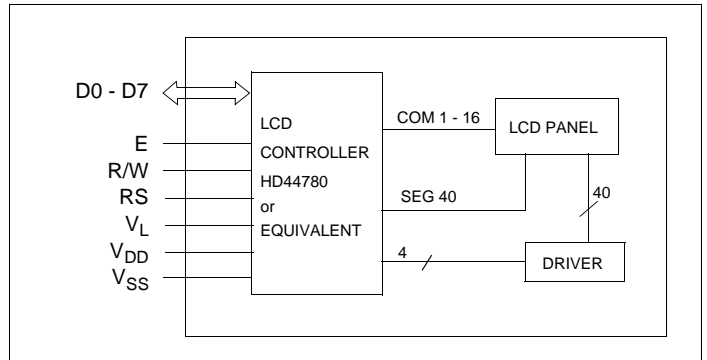 D0 - D7
E
R/W
RS
VL
VDD
VSS
LCD
CONTROLLER
HD44780
or
EQUIVALENT
COM 1 - 16
SEG 40
4
LCD PANEL
40
DRIVER